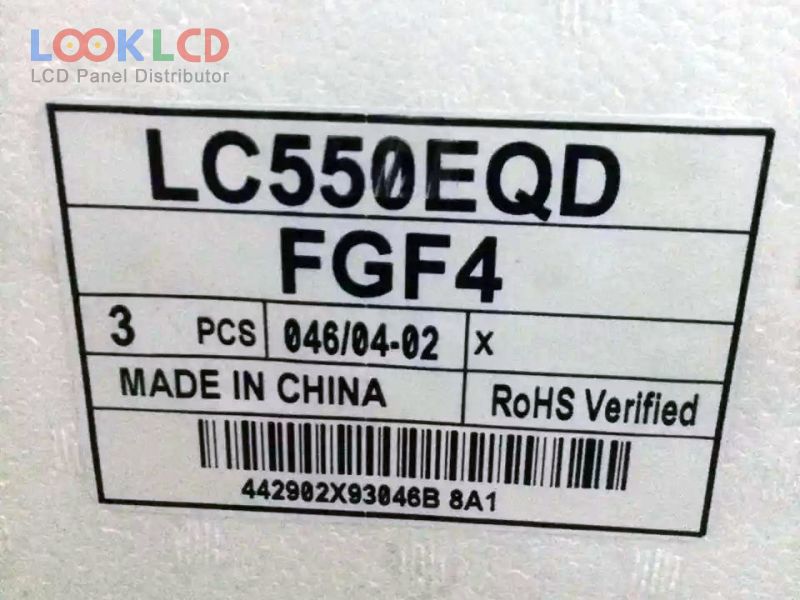 LOOKLCD
LCD Panel Distributor
LC550EQD
FGF4
3 PCS 046/04-02 X
MADE IN CHINA RoHS Verified
442902X93046B 8A1